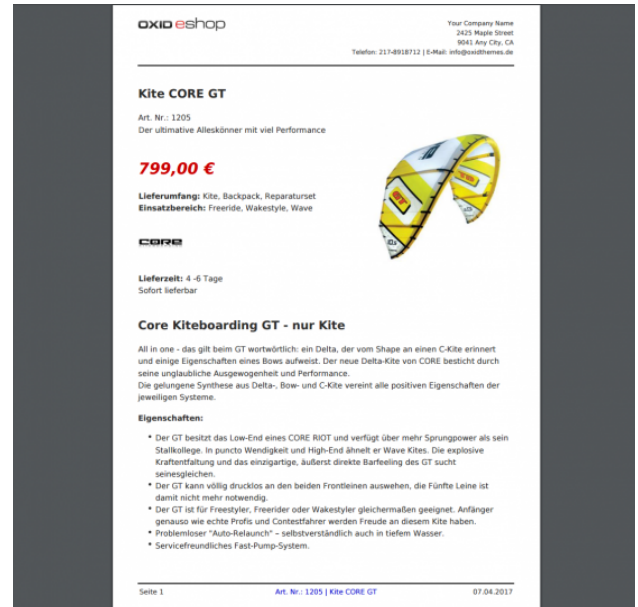 OXID eshop
Your Company Name
2425 Maple Street
9041 Any City, CA
Telefon: 217-8918712 | E-Mail: info@oxidthemes.de
Kite CORE GT
Art. Nr.: 1205
Der ultimative Alleskönner mit viel Performance
799,00 €
Lieferumfang: Kite, Backpack, Reparaturset
Einsatzbereich: Freeride, Wakestyle, Wave
GT
CORE
Lieferzeit: 4 -6 Tage
Sofort lieferbar
Core Kiteboarding GT - nur Kite
All in one - das gilt beim GT wortwörtlich: ein Delta, der vom Shape an einen C-Kite erinnert
und einige Eigenschaften eines Bows aufweist. Der neue Delta-Kite von CORE besticht durch
seine unglaubliche Ausgewogenheit und Performance.
Die gelungene Synthese aus Delta-, Bow- und C-Kite vereint alle positiven Eigenschaften der
jeweiligen Systeme.
Eigenschaften:
• Der GT besitzt das Low-End eines CORE RIOT und verfügt über mehr Sprungpower als sein
Stallkollege. In puncto Wendigkeit und High-End ähnelt er Wave Kites. Die explosive
Kraftentfaltung und das einzigartige, äußerst direkte Barfeeling des GT sucht
seinesgleichen.
• Der GT kann völlig drucklos an den beiden Frontleinen auswehen, die Fünfte Leine ist
damit nicht mehr notwendig.
• Der GT ist für Freestyler, Freerider oder Wakestyler gleichermaßen geeignet. Anfänger
genauso wie echte Profis und Contestfahrer werden Freude an diesem Kite haben.
• Problemloser "Auto-Relaunch" – selbstverständlich auch in tiefem Wasser.
• Servicefreundliches Fast-Pump-System.
Seite 1
Art. Nr.: 1205 | Kite CORE GT
07.04.2017